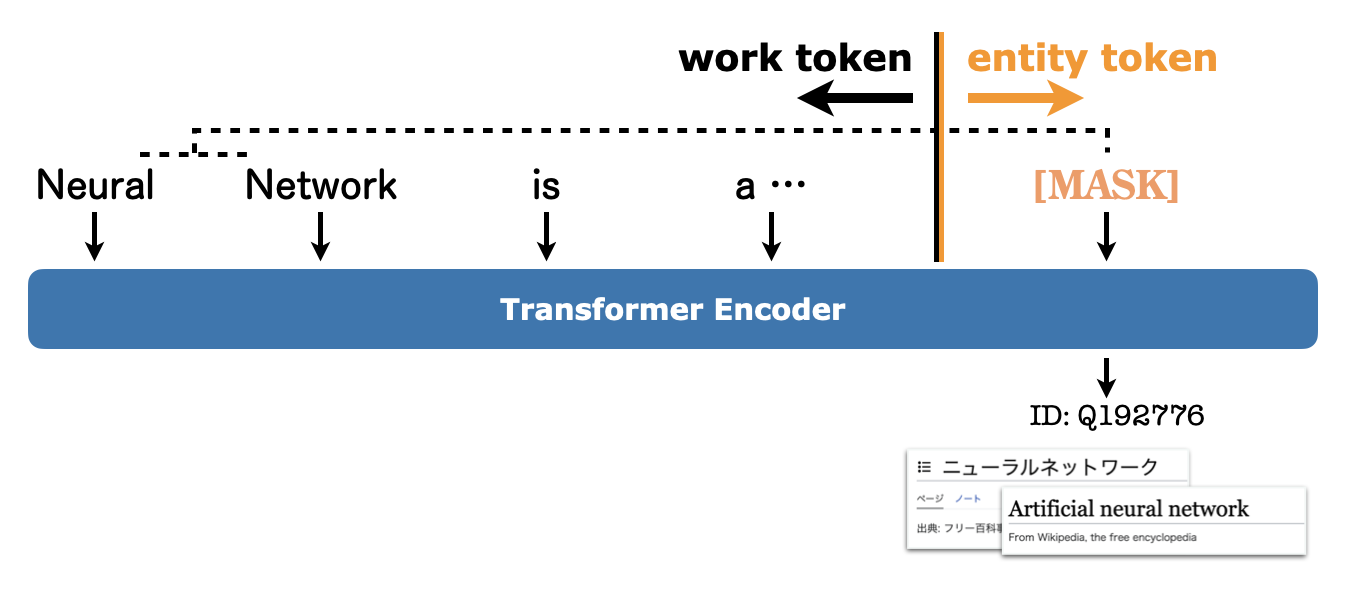 work token
entity token
Neural Network is a ···
[MASK]
Transformer Encoder
ID: Q192776
ニューラルネットワーク
ページ ノート
出典: フリー百科事
Artificial neural network
From Wikipedia, the free encyclopedia